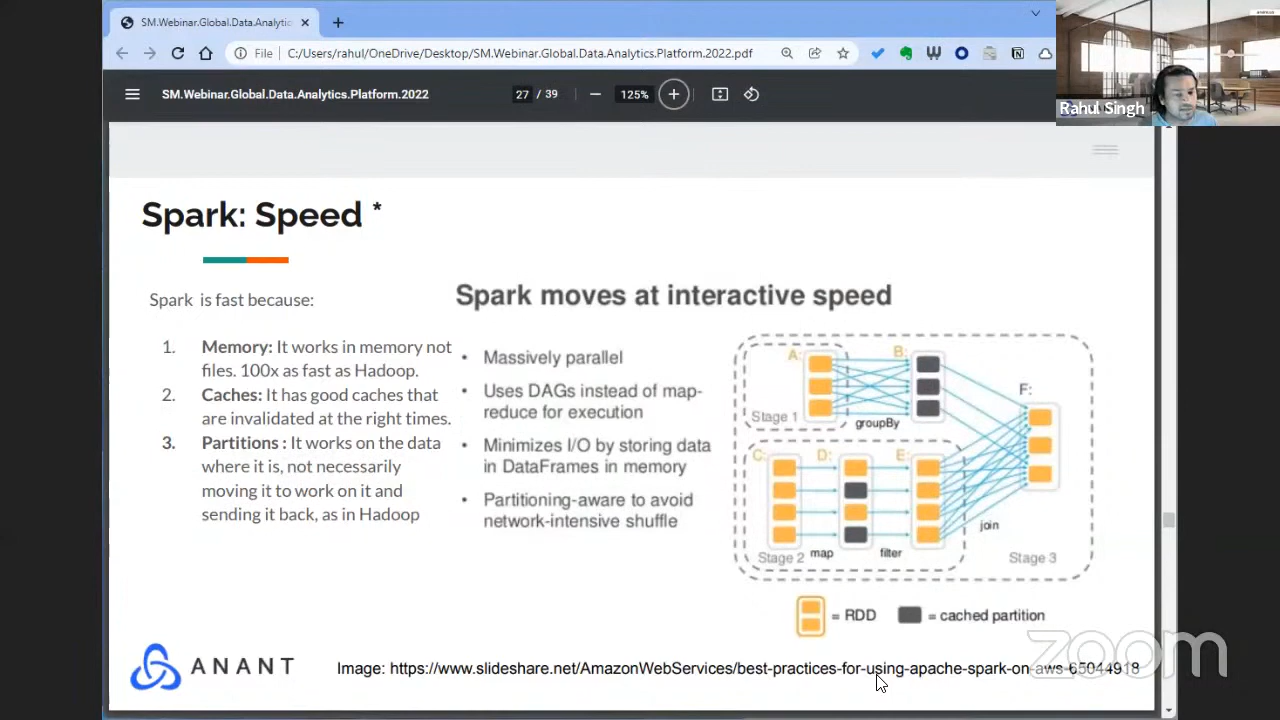 SM.Webinar.Global.Data.Analytic
File
C:/Users/rahul/OneDrive/Desktop/SM.Webinar.Global.Data.Analytics.Platform.2022.pdf
Rahul Singh
SM.Webinar.Global.Data.Analytics.Platform.2022
27 / 39
125%
Spark: Speed *
Spark is fast because:
1. Memory: It works in memory not
files. 100x as fast as Hadoop.
2. Caches: It has good caches that
are invalidated at the right times.
3. Partitions : It works on the data
where it is, not necessarily
moving it to work on it and
sending it back, as in Hadoop
Spark moves at interactive speed
• Massively parallel
• Uses DAGs instead of map-
reduce for execution
• Minimizes I/O by storing data
in DataFrames in memory
• Partitioning-aware to avoid
network-intensive shuffle
A:
B:
F:
Stage 1
groupBy
C:
D:
E:
join
Stage 2
map
filter
Stage 3
= RDD
= cached partition
ANANT
Image: https://www.slideshare.net/AmazonWebServices/best-practices-for-using-apache-spark-on-aws-65044918
zoom